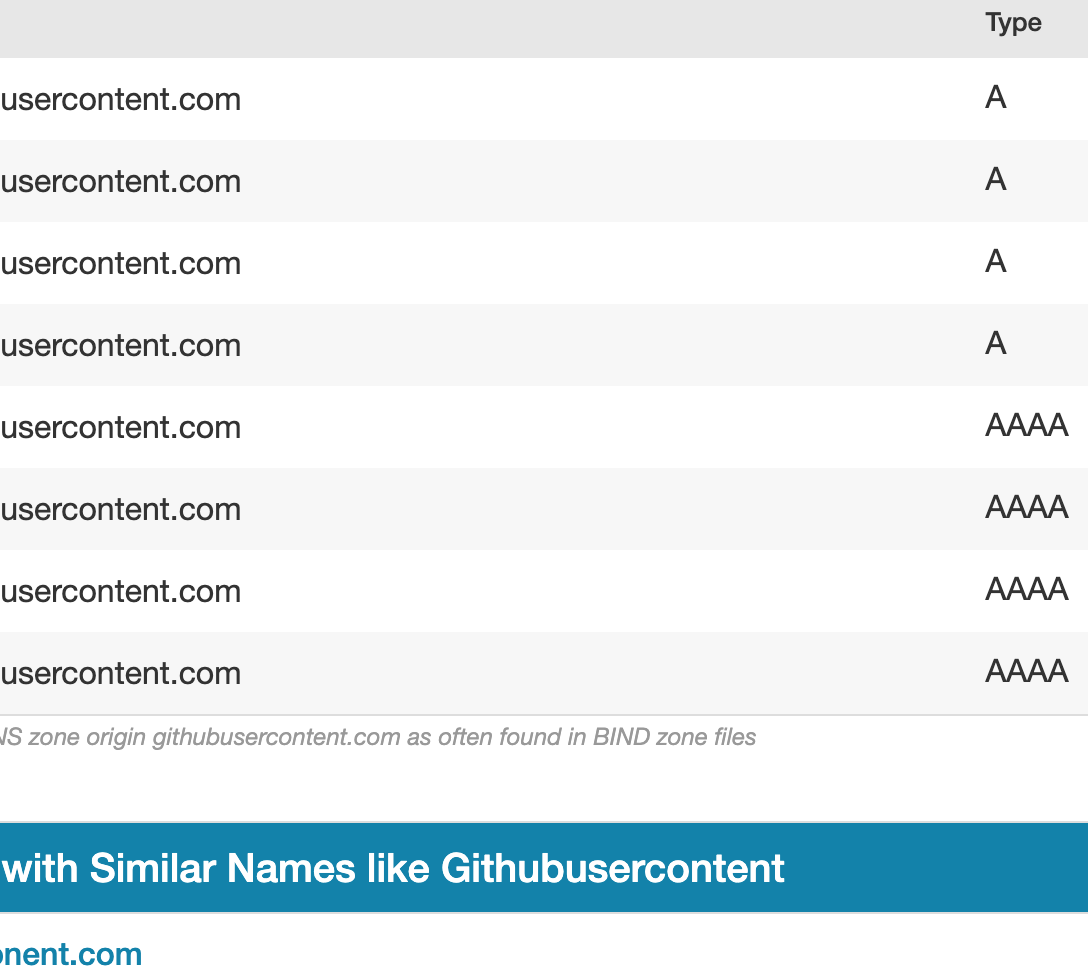 Type
usercontent.com A
usercontent.com A
usercontent.com A
usercontent.com A
usercontent.com AAAA
usercontent.com AAAA
usercontent.com AAAA
usercontent.com AAAA
NS zone origin githubusercontent.com as often found in BIND zone files
with Similar Names like Githubusercontent
onent.com